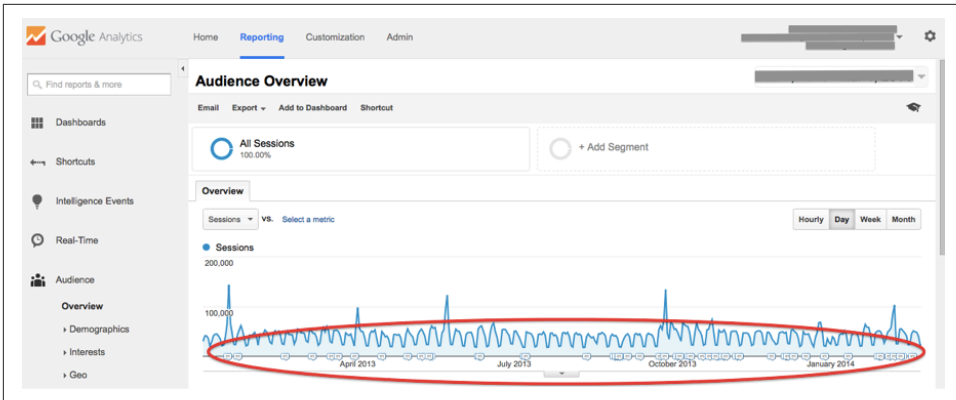 Google Analytics
Home Reporting Customization Admin
Find reports & more
Audience Overview
Email Export Add to Dashboard Shortcut
Dashboards
All Sessions
100.00%
+ Add Segment
Shortcuts
Overview
Intelligence Events
Sessions VS. Select a metric
Hourly Day Week Month
Real-Time
Sessions
200,000
Audience
Overview
100,000
Demographics
Interests
April 2013 July 2013 October 2013 January 2014
Geo